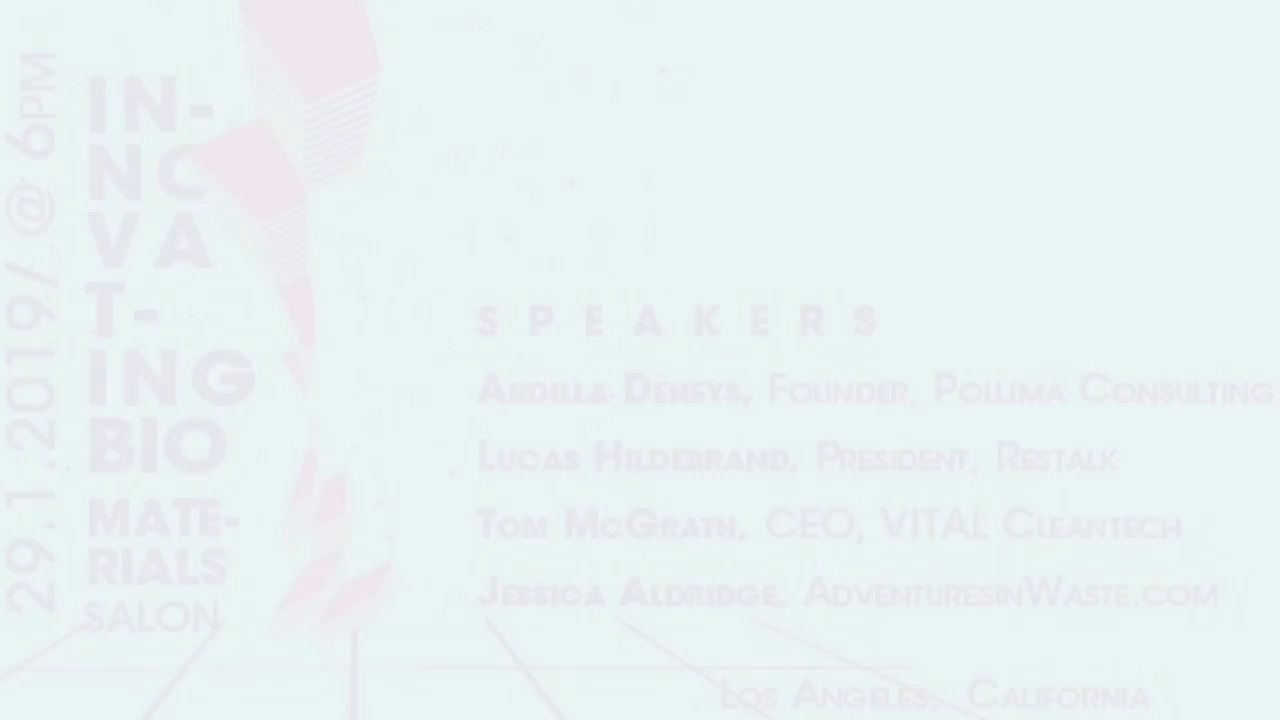 29.1.2019/ @ 6PM
IN-
NO
VA
T-
ING
BIO
MATE-
RIALS
SALON
SPEAKERS
ARDILLA DENEYS, FOUNDER, POLLIMA CONSULTING
LUCAS HILDEBRAND, PRESIDENT, RESTALK
TOM MCGRATH, CEO, VITAL CLEANTECH
JESSICA ALDRIDGE, ADVENTURESINWASTE.COM
LOS ANGELES, CALIFORNIA